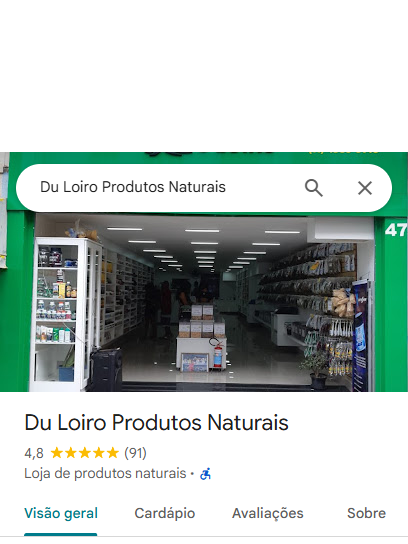 Du Loiro Produtos Naturais
47
Du Loiro Produtos Naturais
4,8 (91)
Loja de produtos naturais ·
Visão geral Cardápio Avaliações Sobre